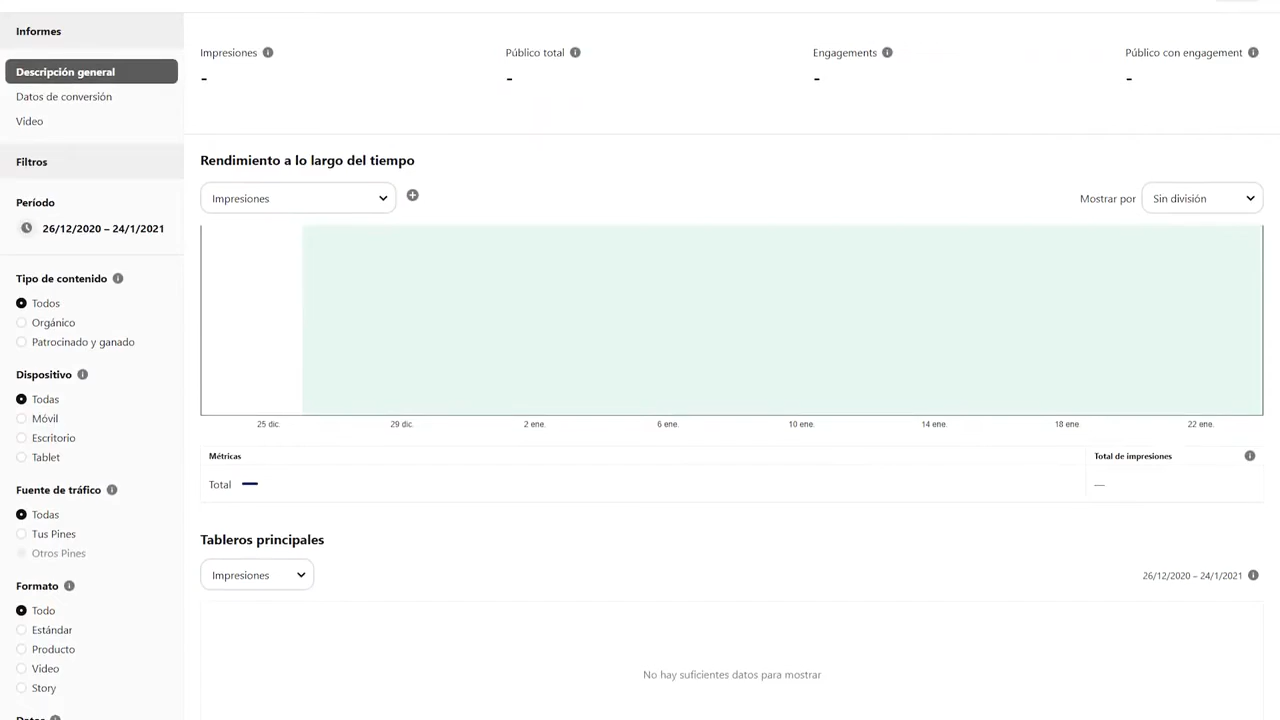 Informes
Descripción general
Datos de conversión
Video
Filtros
Período
26/12/2020 – 24/1/2021
Tipo de contenido
Todos
Orgánico
Patrocinado y ganado
Dispositivo
Todas
Móvil
Escritorio
Tablet
Fuente de tráfico
Todas
Tus Pines
Otros Pines
Formato
Todo
Estándar
Producto
Video
Story
Impresiones
-
Público total
-
Engagements
-
Público con engagement
-
Rendimiento a lo largo del tiempo
Impresiones
Mostrar por
Sin división
25 dic. 29 dic. 2 ene. 6 ene. 10 ene. 14 ene. 18 ene 22 ene.
Métricas
Total de impresiones
Total
—
Tableros principales
Impresiones
26/12/2020 – 24/1/2021
No hay suficientes datos para mostrar